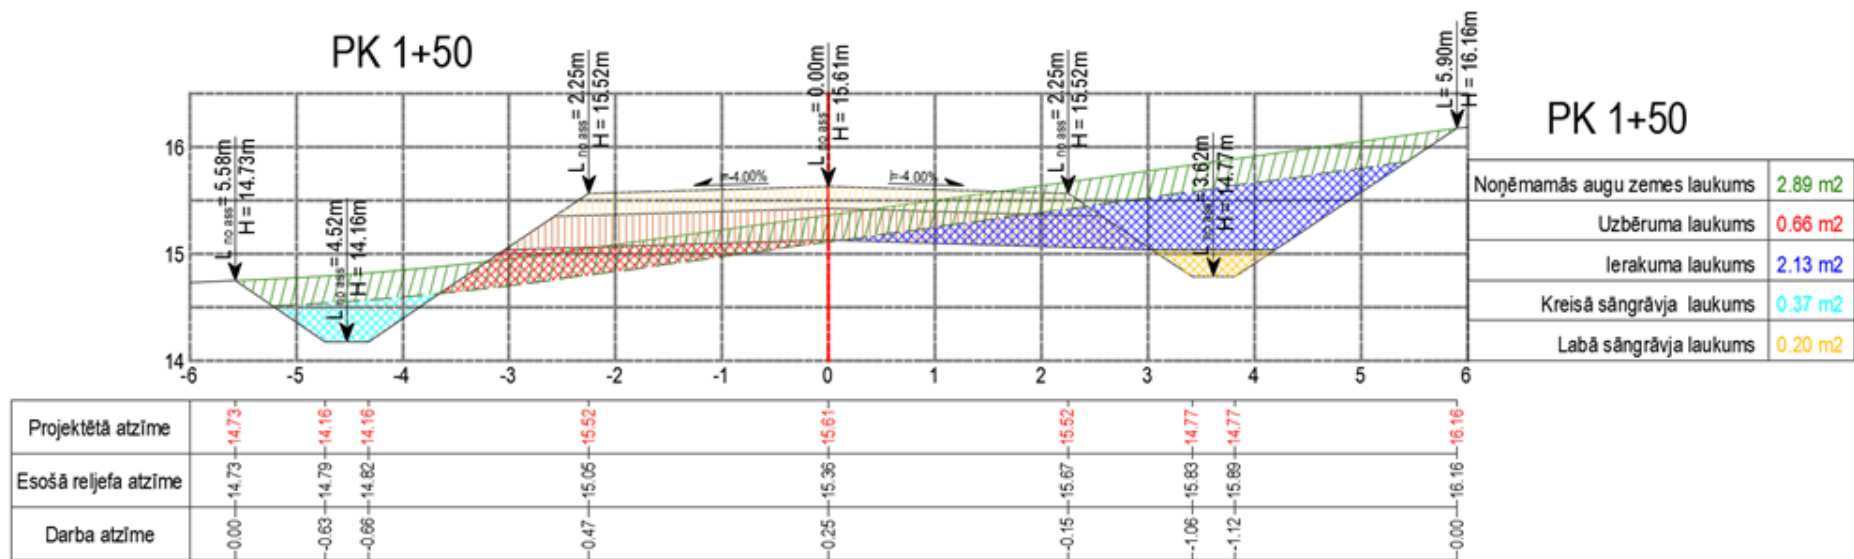 PK 1+50
L no ass= 5.58m
H = 14.73m
L no ass=4.52m
H = 14.16m
L no ass= 2.25m
H = 15.52m
L no ass= 0.00m
H = 15.61m
L no ass= 2.25m
H = 15.52m
L no ass=3.62m
H = 14.77m
L= 5.90m
H = 16.16m
i=-4.00%
i=-4.00%
16
15
14
-6 -5 -4 -3 -2 -1 0 1 2 3 4 5 6
PK 1+50
Noņēmamās augu zemes laukums 2.89 m2
Uzbēruma laukums 0.66 m2
Ierakuma laukums 2.13 m2
Kreisā sāngrāvja laukums 0.37 m2
Labā sāngrāvja laukums 0.20 m2
Projektētā atzīme 14.73 14.16 14.16 15.52 15.61 15.52 14.77 14.77 16.16
Esošā reljefa atzīme 14.73 14.79 14.82 15.05 15.36 15.67 15.83 15.89 16.16
Darba atzīme 0.00 -0.63 -0.66 0.47 0.25 -0.15 -1.06 -1.12 0.00